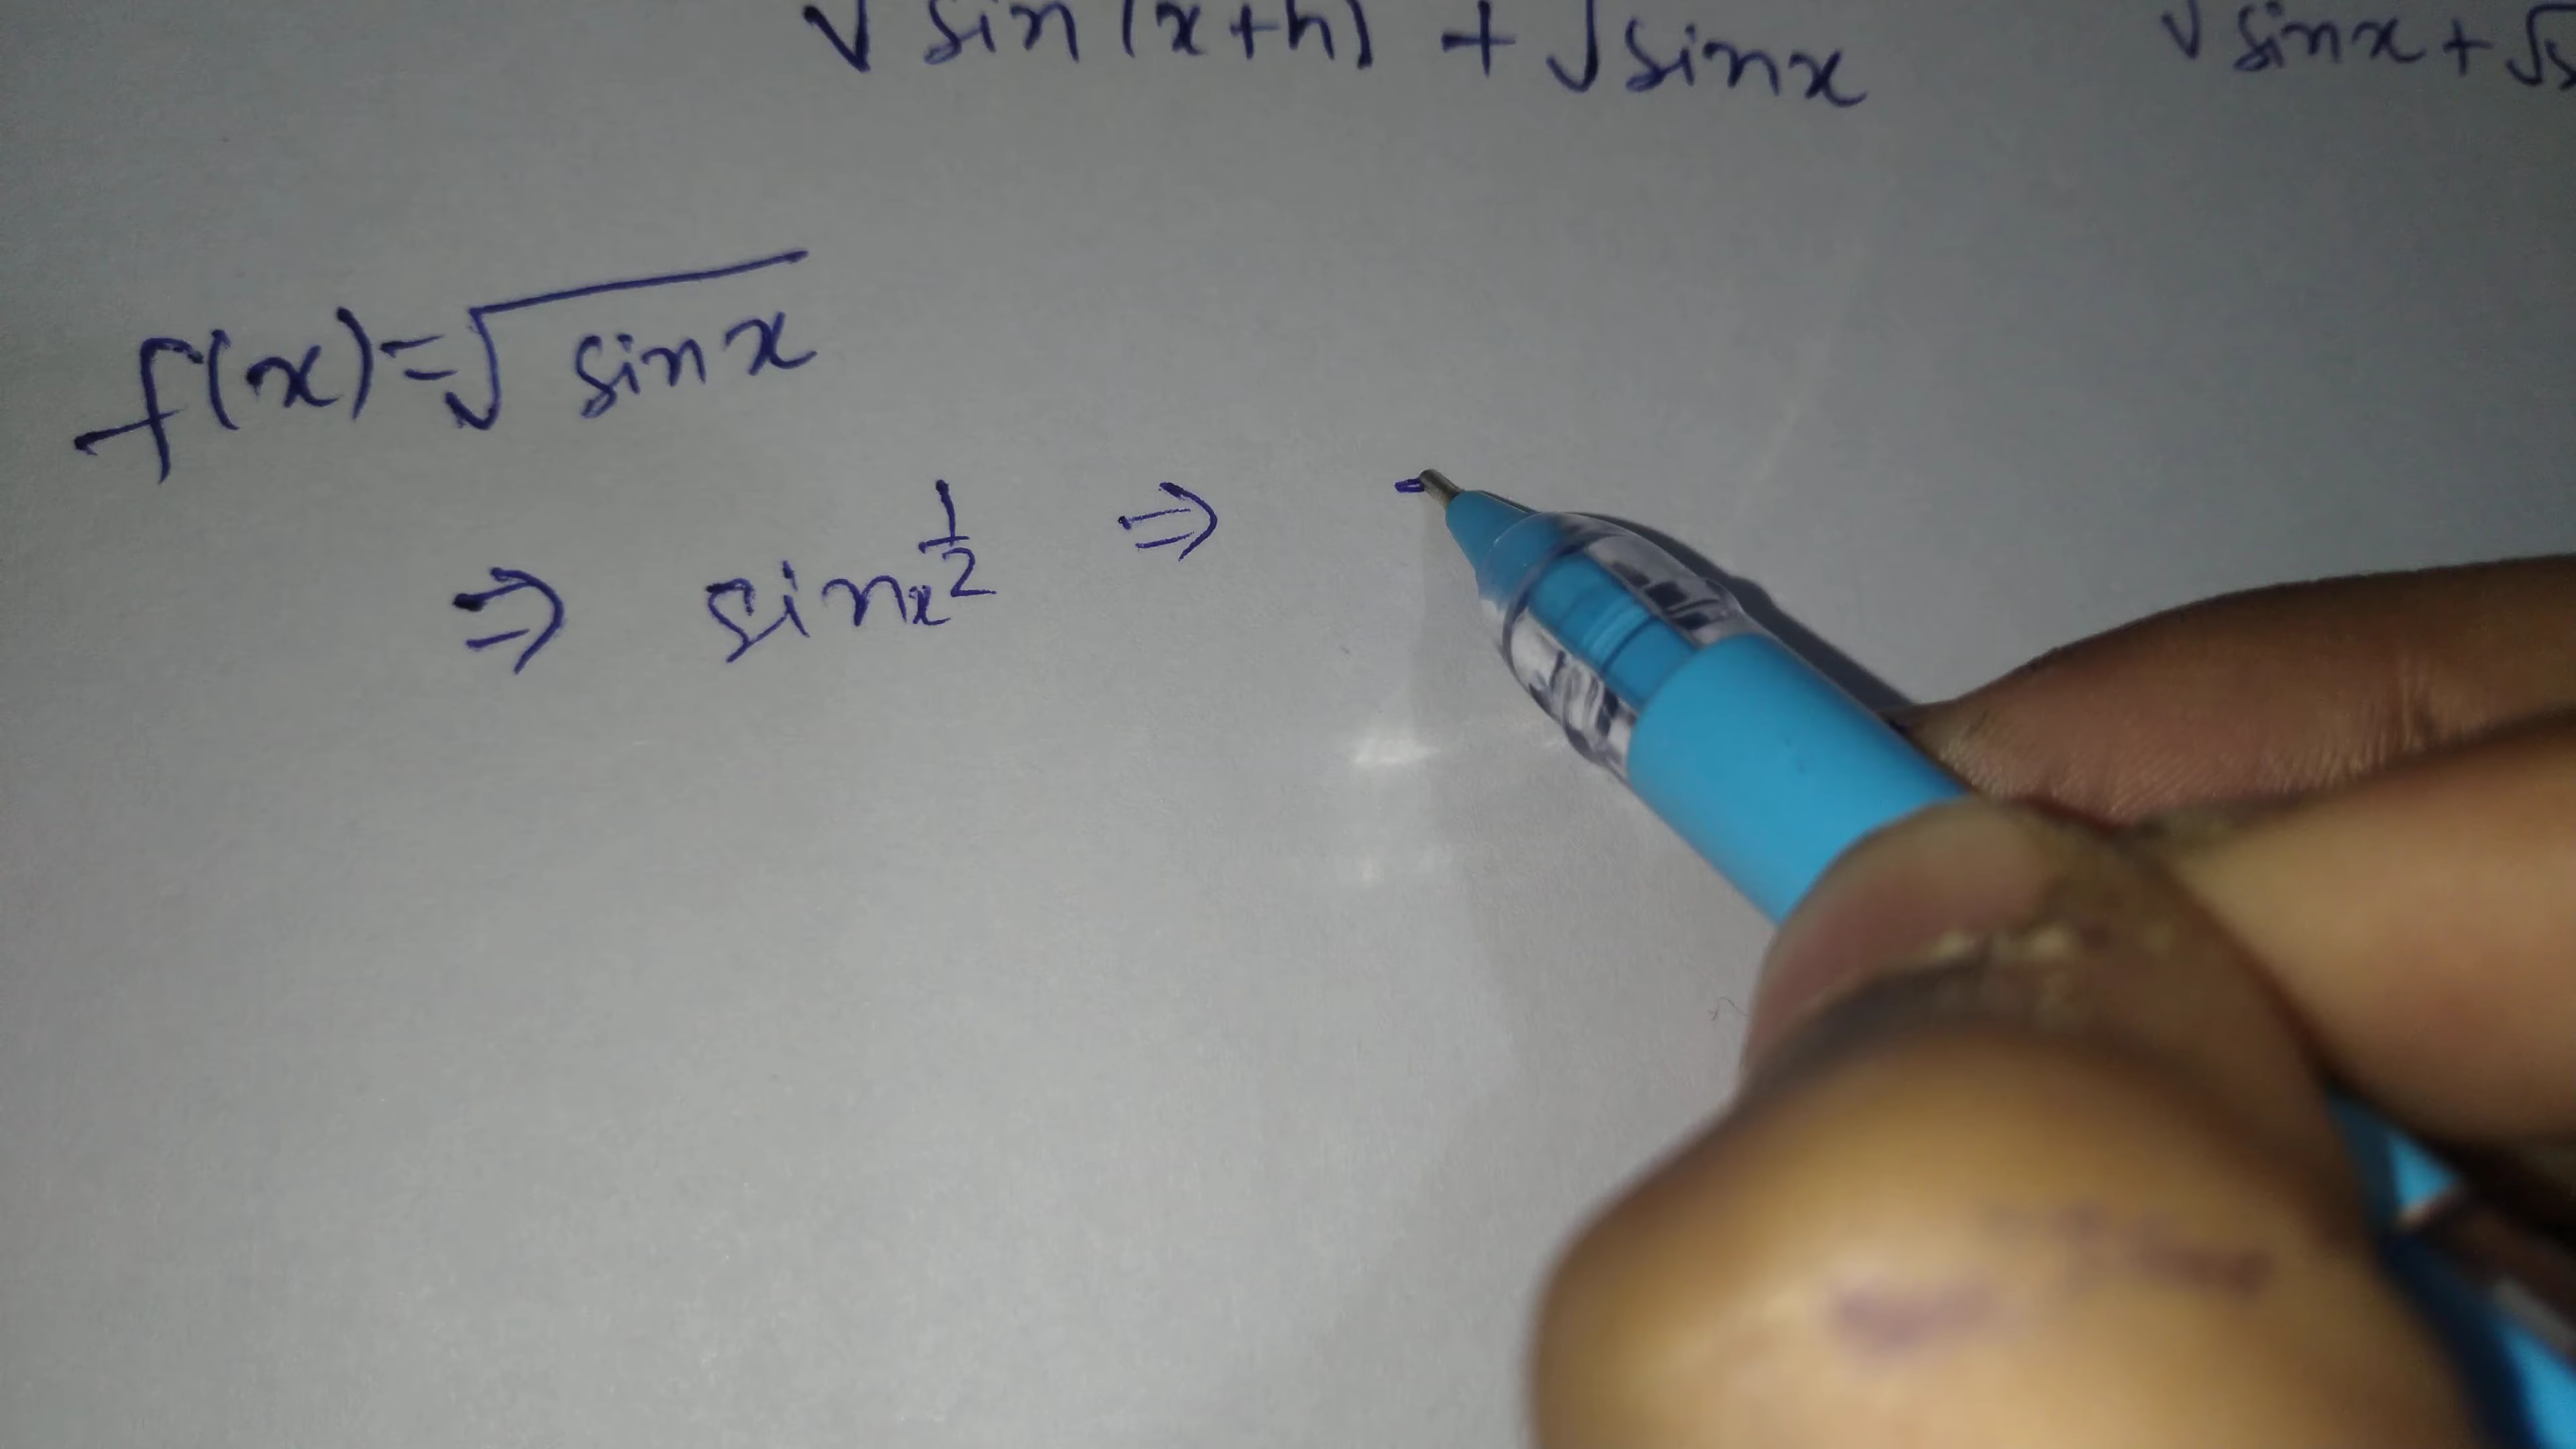 √sin(x+h) + √sinx √sinx + √s
f(x)=√sinx
⇒ sinx^1/2 ⇒